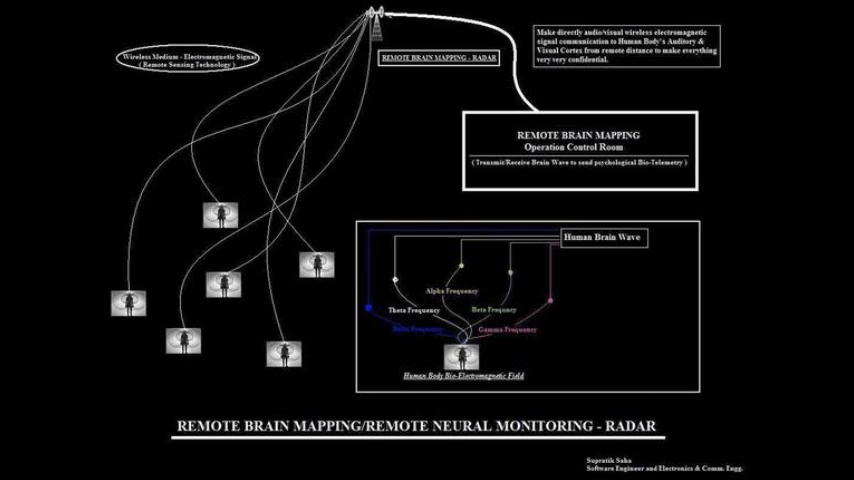 Make directly audio/visual wireless electromagnetic
signal communication to Human Body's Auditory &
Visual Cortex from remote distance to make everything
very very confidential.
Wireless Medium - Electromagnetic Signal
( Remote Sensing Technology )
REMOTE BRAIN MAPPING - RADAR
REMOTE BRAIN MAPPING
Operation Control Room
( Transmit/Receive Brain Wave to send psychological Bio-Telemetry )
Human Brain Wave
Alpha Frequency
Theta Frequency
Beta Frequency
Delta Frequency
Gamma Frequency
Human Body Bio-Electromagnetic Field
REMOTE BRAIN MAPPING/REMOTE NEURAL MONITORING - RADAR
Supratik Saha
Software Engineer and Electronics & Comm. Engg.